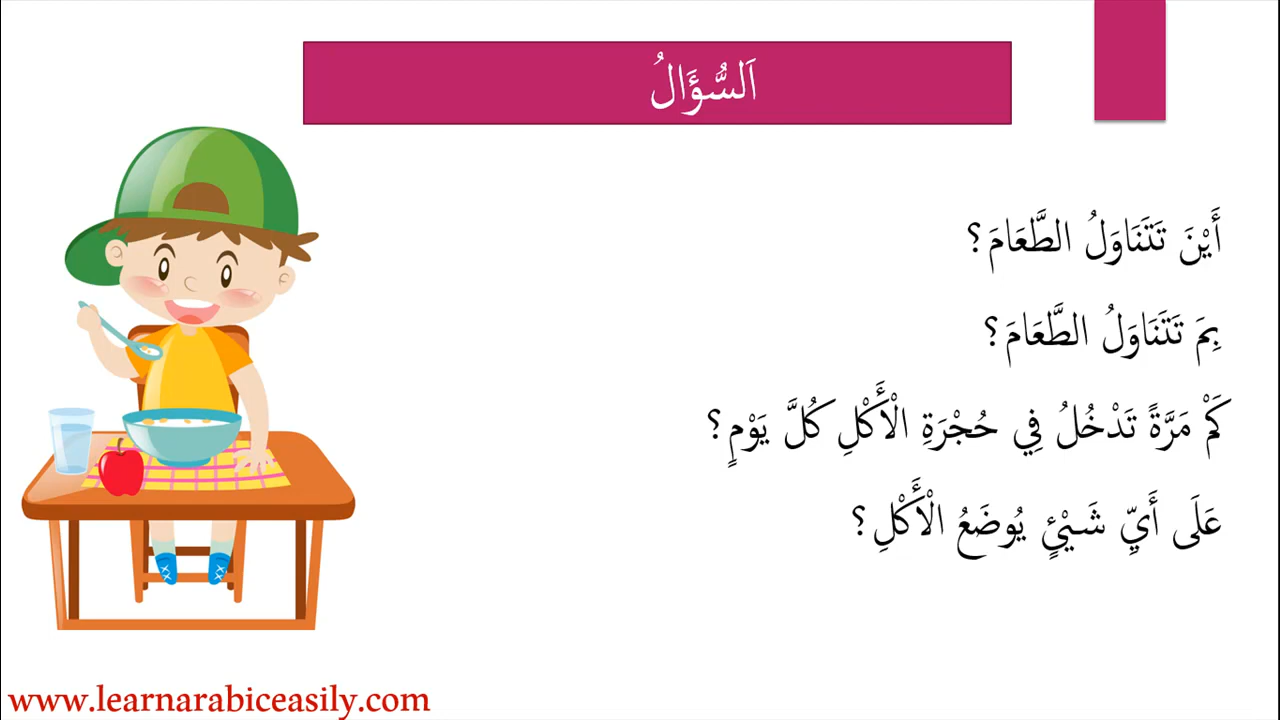 اَلسُّؤَالُ
أَيْنَ تَتَنَاوَلُ الطَّعَامَ؟
بِمَ تَتَنَاوَلُ الطَّعَامَ؟
كَمْ مَرَّةً تَدْخُلُ فِي حُجْرَةِ الْأَكْلِ كُلَّ يَوْمٍ؟
عَلَى أَيِّ شَيْئٍ يُوضَعُ الْأَكْلِ؟
www.learnarabiceasily.com